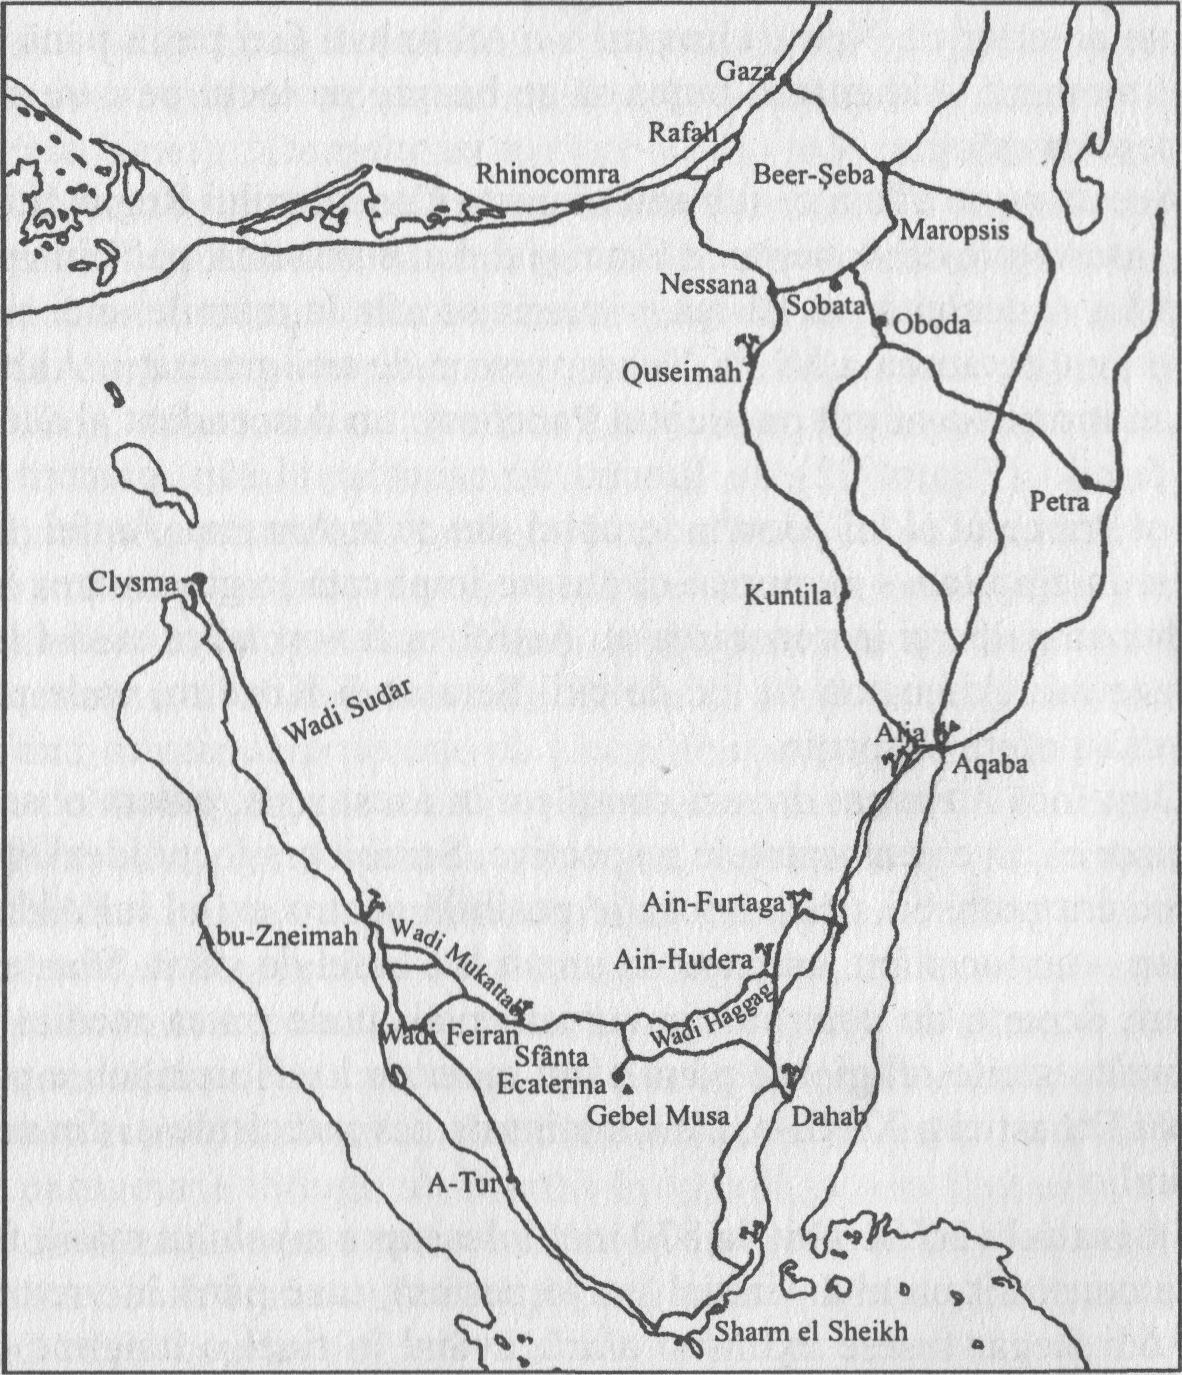 Gaza
Rafah
Rhinocomra
Beer-Şeba
Maropsis
Nessana
Sobata
Oboda
Quseimah
Petra
Clysma
Kuntila
Wadi Sudar
Aqaba
Ain-Furtaga
Abu-Zneimah
Wadi Mukattab
Ain-Hudera
Wadi Haggag
Wadi Feiran
Sfânta
Ecaterina
Gebel Musa
Dahab
A-Tur
Sharm el Sheikh